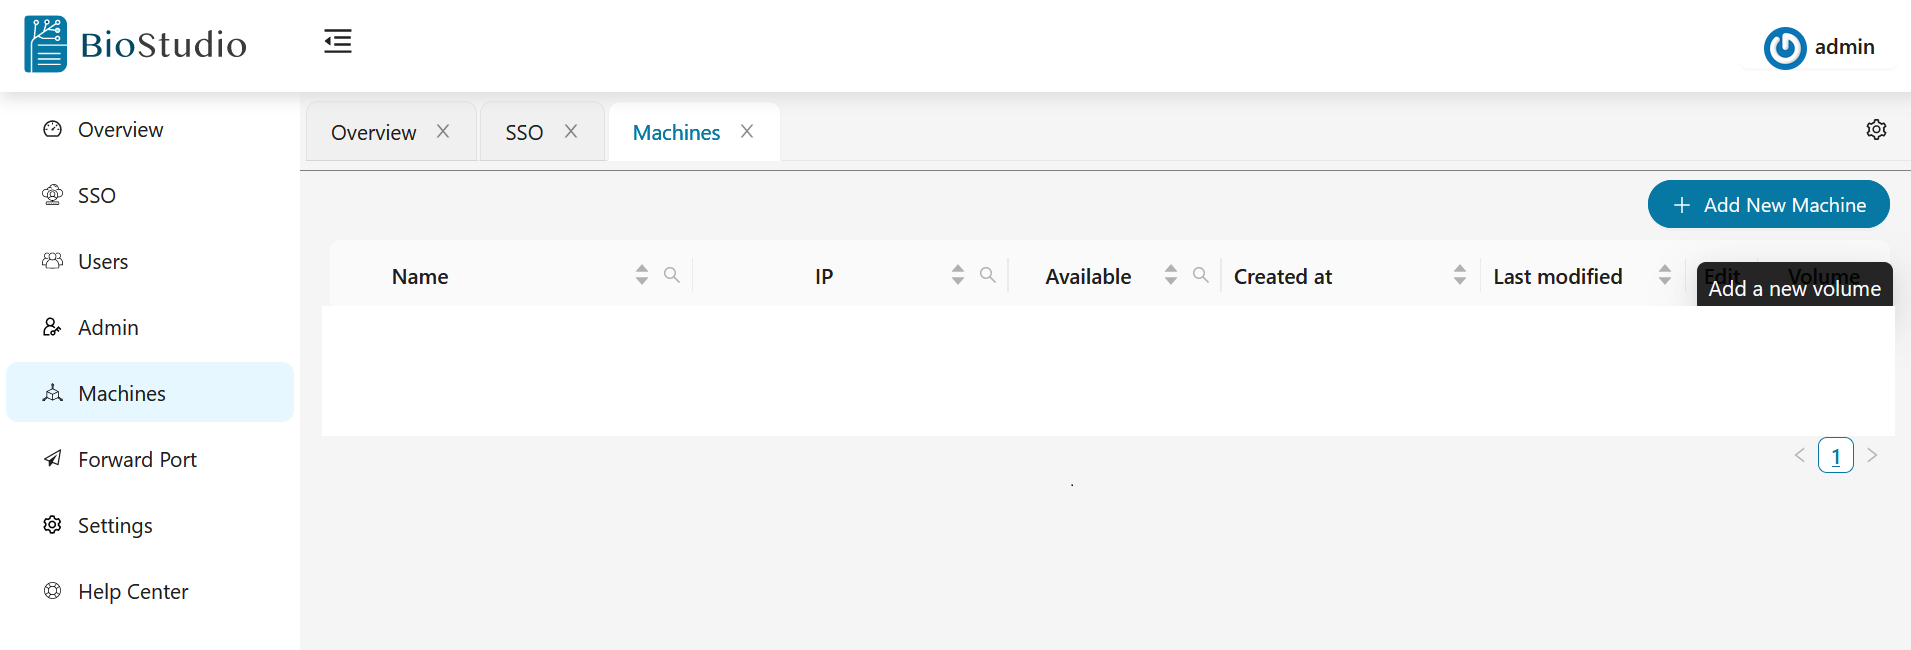 BioStudio
admin
Overview
SSO
Users
Admin
Machines
Forward Port
Settings
Help Center
Overview
SSO
Machines
Add New Machine
Name IP Available Created at Last modified Edit Volume
Add a new volume
1